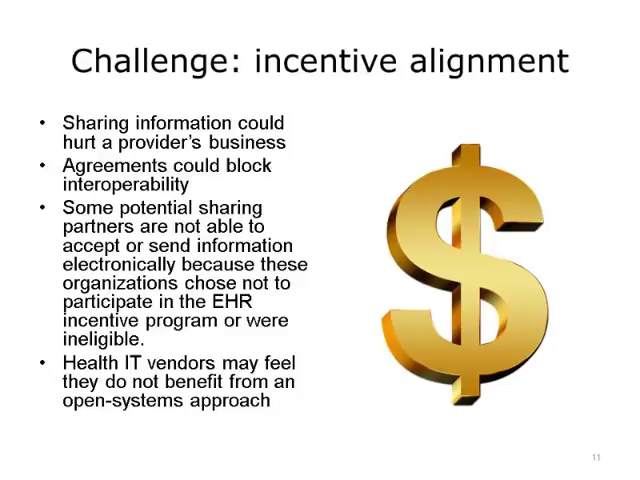 Challenge: incentive alignment
• Sharing information could
hurt a provider's business
• Agreements could block
interoperability
• Some potential sharing
partners are not able to
accept or send information
electronically because these
organizations chose not to
participate in the EHR
incentive program or were
ineligible.
• Health IT vendors may feel
they do not benefit from an
open-systems approach
11